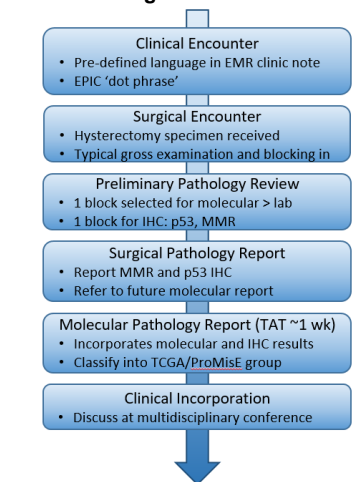 Clinical Encounter
• Pre-defined language in EMR clinic note
• EPIC ‘dot phrase’
Surgical Encounter
• Hysterectomy specimen received
• Typical gross examination and blocking in
Preliminary Pathology Review
• 1 block selected for molecular > lab
• 1 block for IHC: p53, MMR
Surgical Pathology Report
• Report MMR and p53 IHC
• Refer to future molecular report
Molecular Pathology Report (TAT ~1 wk)
• Incorporates molecular and IHC results
• Classify into TCGA/ProMisE group
Clinical Incorporation
• Discuss at multidisciplinary conference